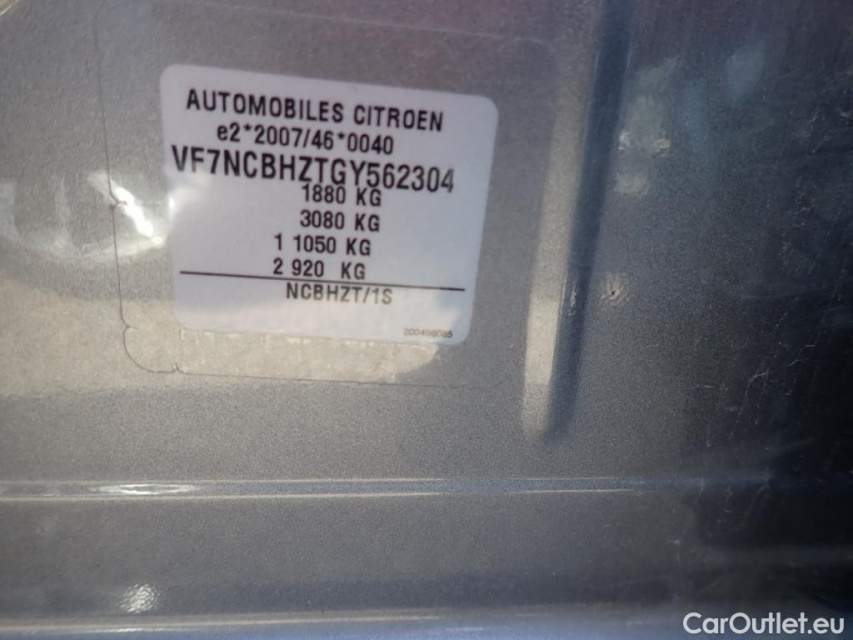 AUTOMOBILES CITROEN
e2*2007/46*0040
VF7NCBHZTGY562304
1880 KG
3080 KG
1 1050 KG
2 920 KG
NCBHZT/1S
CarOutlet.eu